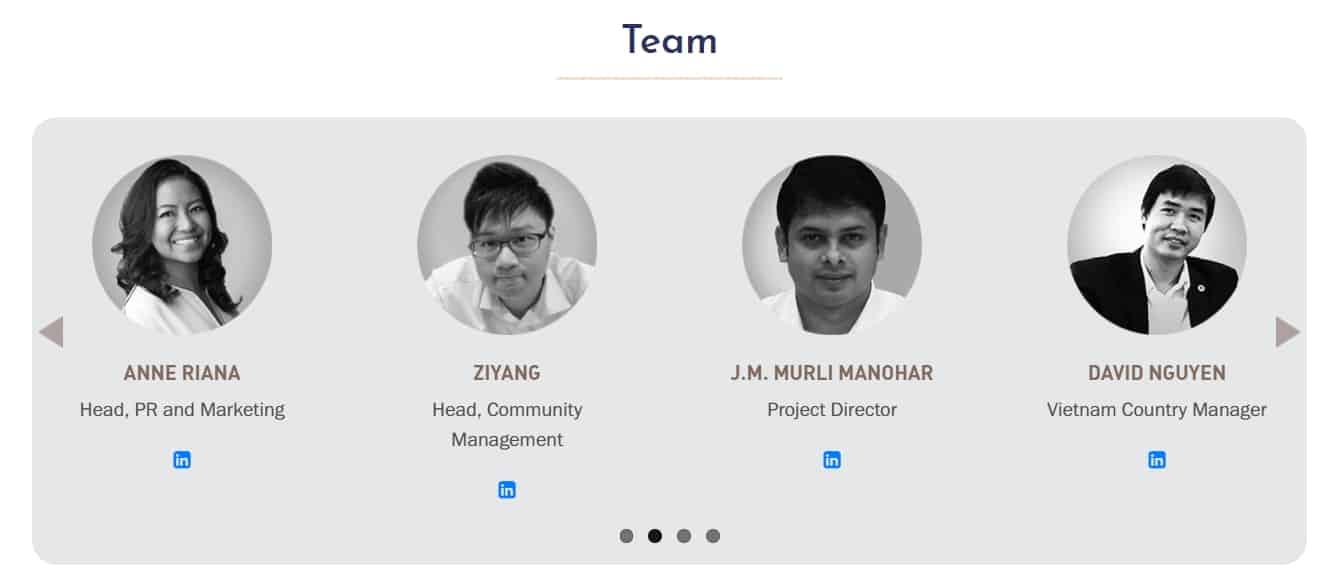 Team
ANNE RIANA
Head, PR and Marketing
in
ZIYANG
Head, Community
Management
in
J.M. MURLI MANOHAR
Project Director
in
DAVID NGUYEN
Vietnam Country Manager
in